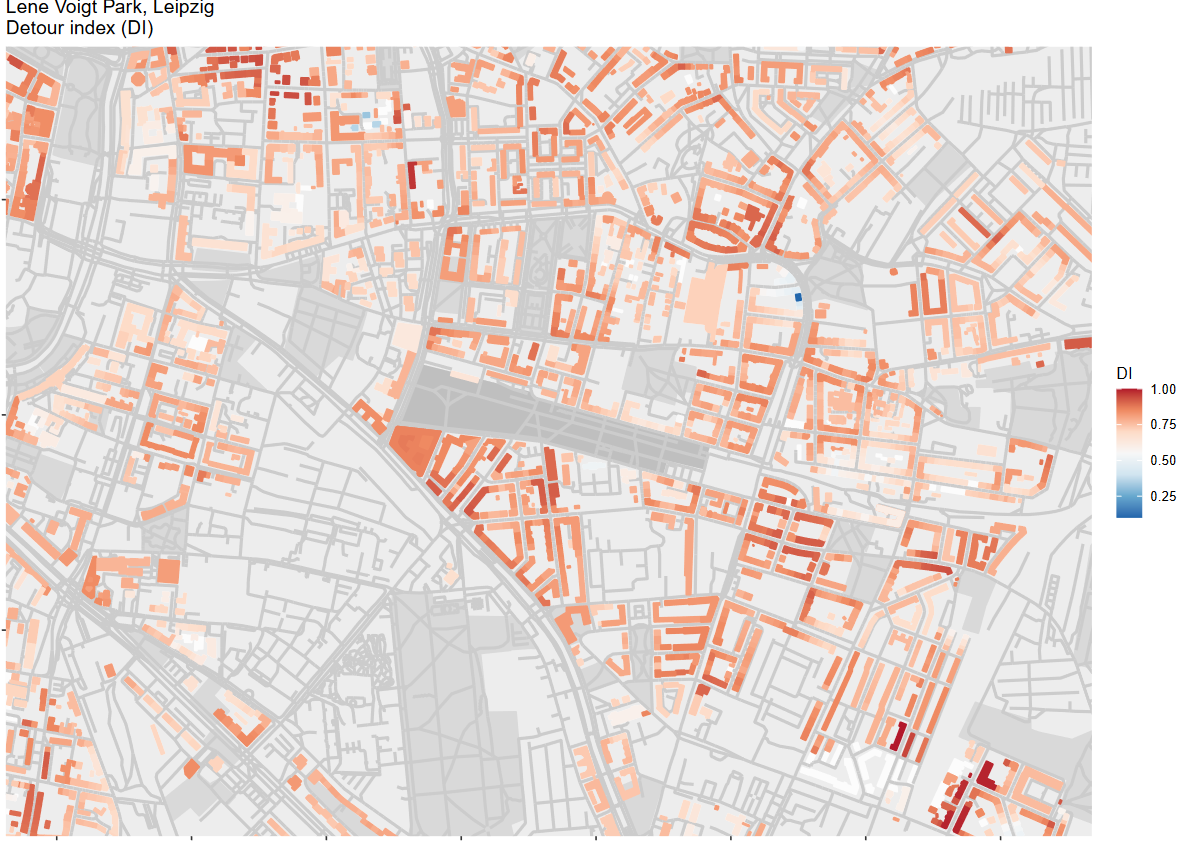 Lene Voigt Park, Leipzig
Detour index (DI)
DI
1.00
0.75
0.50
0.25